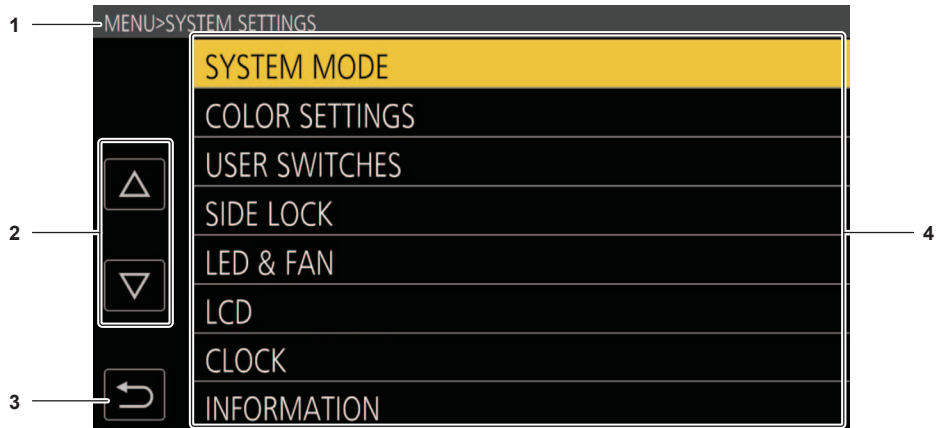 1
MENU>SYSTEM SETTINGS
SYSTEM MODE
COLOR SETTINGS
USER SWITCHES
2
SIDE LOCK
4
LED & FAN
LCD
CLOCK
3
INFORMATION